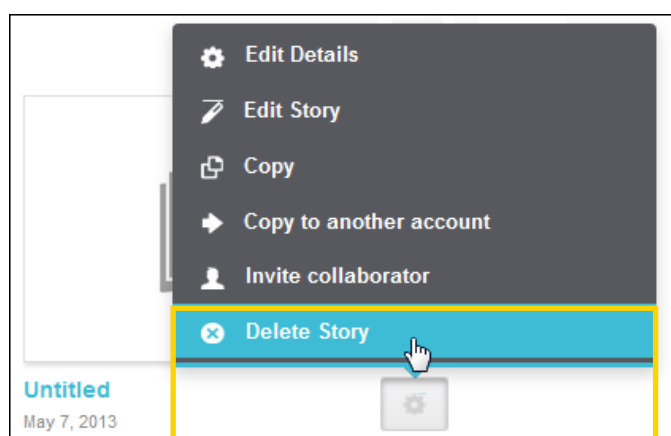 Edit Details
Edit Story
Copy
Copy to another account
Invite collaborator
Delete Story
Untitled
May 7, 2013